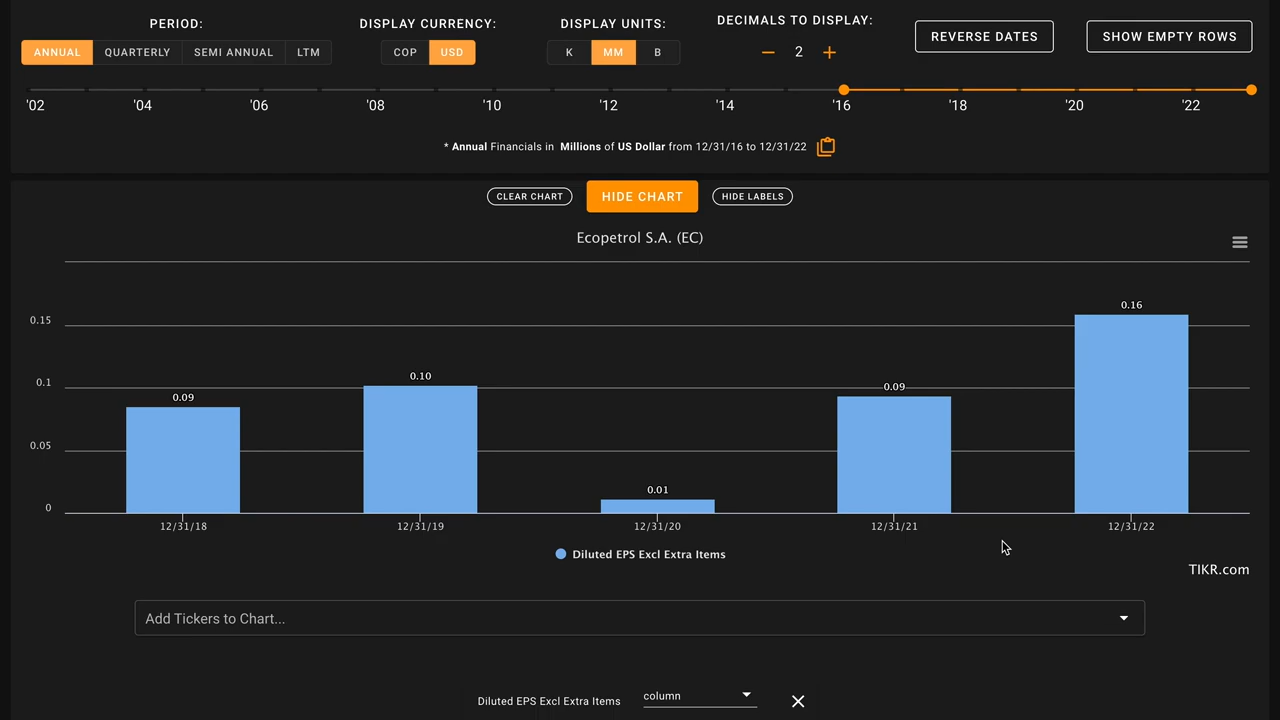 PERIOD: DISPLAY CURRENCY: DISPLAY UNITS: DECIMALS TO DISPLAY:
ANNUAL QUARTERLY SEMI ANNUAL LTM COP USD K MM B 2 REVERSE DATES SHOW EMPTY ROWS
'02 '04 '06 '08 '10 '12 '14 '16 '18 '20 '22
* Annual Financials in Millions of US Dollar from 12/31/16 to 12/31/22
CLEAR CHART HIDE CHART HIDE LABELS
Ecopetrol S.A. (EC)
0.16
0.15
0.10
0.1
0.09
0.09
0.05
0.01
0
12/31/18 12/31/19 12/31/20 12/31/21 12/31/22
Diluted EPS Excl Extra Items
TIKR.com
Add Tickers to Chart...
Diluted EPS Excl Extra Items column